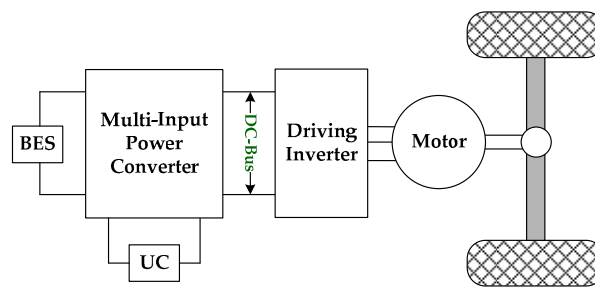 BES
Multi-Input
Power
Converter
UC
DC-Bus
Driving
Inverter
Motor